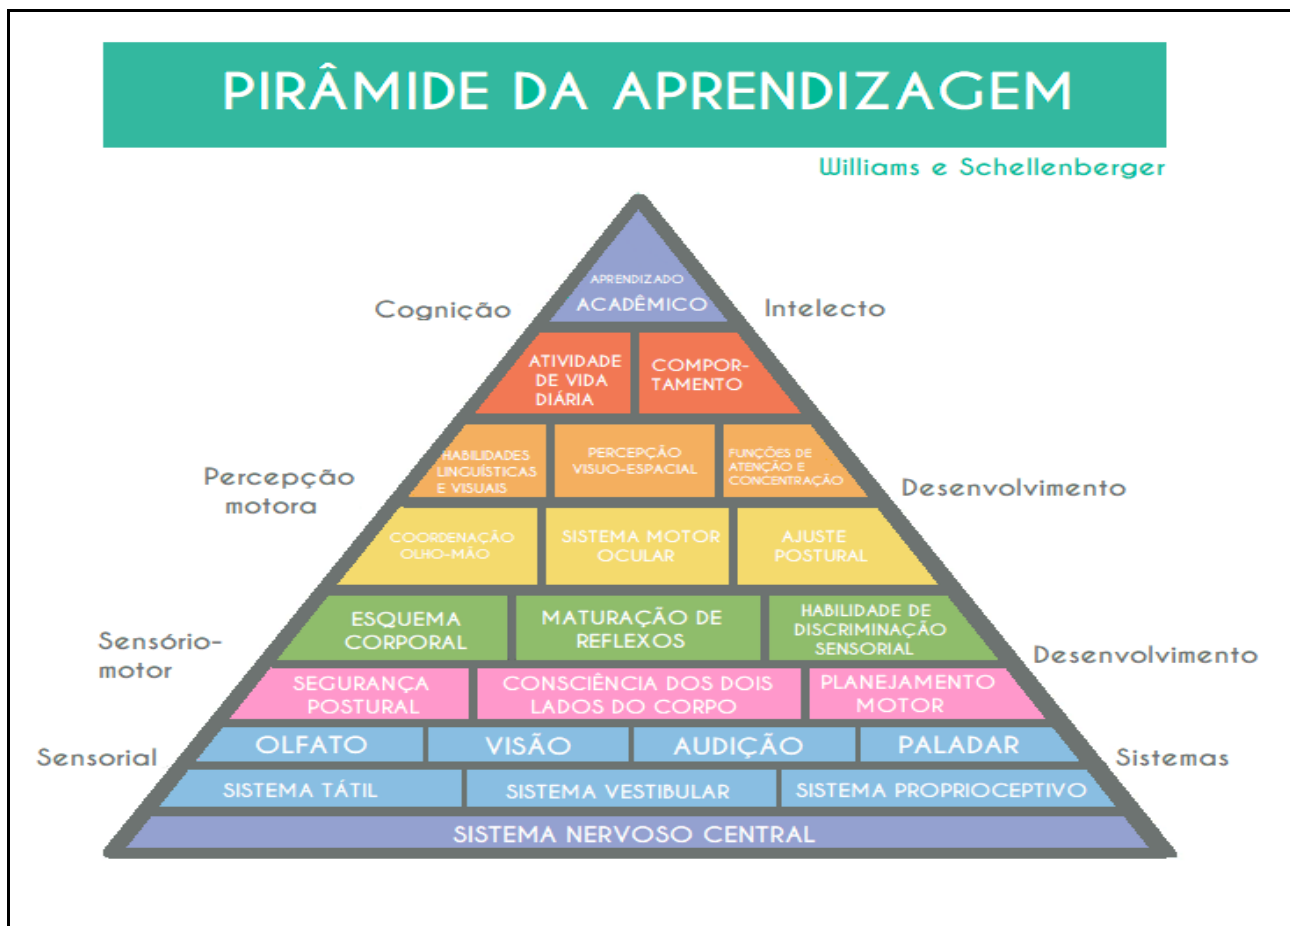 PIRÂMIDE DA APRENDIZAGEM
Williams e Schellenberger
APRENDIZADO
ACADÊMICO
Cognição
Intelecto
ATIVIDADE
DE VIDA
DIÁRIA
COMPOR-
TAMENTO
HABILIDADES
LINGUÍSTICAS
E VISUAIS
PERCEPÇÃO
VISUO-ESPACIAL
FUNÇÕES DE
ATENÇÃO E
CONCENTRAÇÃO
Percepção
motora
Desenvolvimento
COORDENAÇÃO
OLHO-MÃO
SISTEMA MOTOR
OCULAR
AJUSTE
POSTURAL
ESQUEMA
CORPORAL
MATURAÇÃO DE
REFLEXOS
HABILIDADE DE
DISCRIMINAÇÃO
SENSORIAL
Sensório-
motor
Desenvolvimento
SEGURANÇA
POSTURAL
CONSCIÊNCIA DOS DOIS
LADOS DO CORPO
PLANEJAMENTO
MOTOR
Sensorial
OLFATO
VISÃO
AUDIÇÃO
PALADAR
Sistemas
SISTEMA TÁTIL
SISTEMA VESTIBULAR
SISTEMA PROPRIOCEPTIVO
SISTEMA NERVOSO CENTRAL